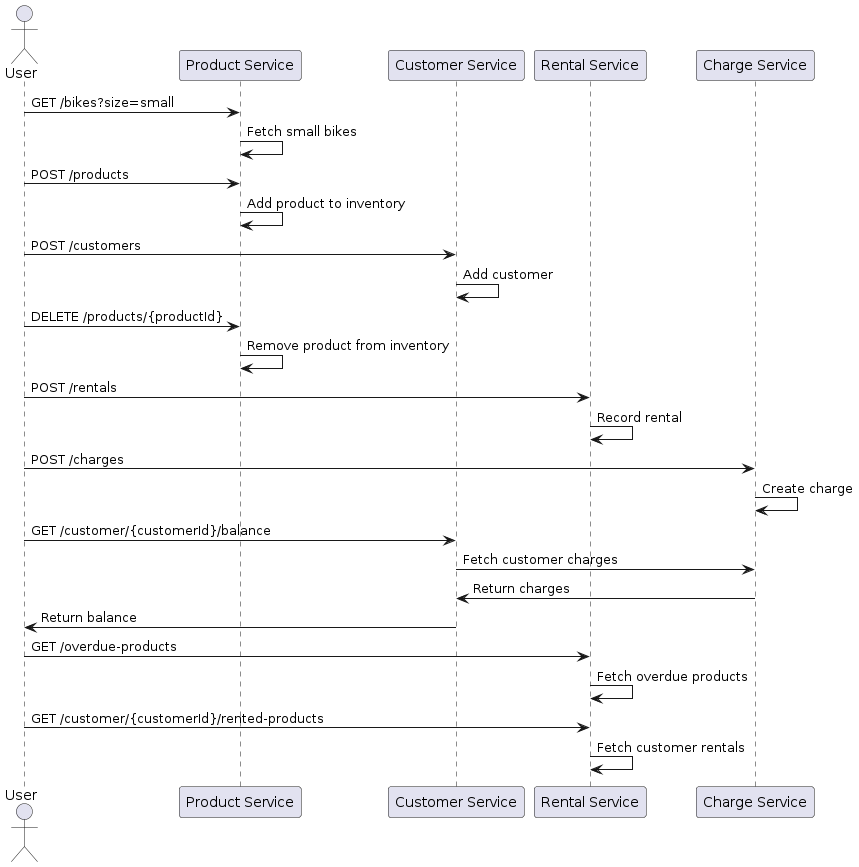 User
Product Service
Customer Service
Rental Service
Charge Service
GET /bikes?size=small
Fetch small bikes
POST /products
Add product to inventory
POST /customers
Add customer
DELETE /products/{productId}
Remove product from inventory
POST /rentals
Record rental
POST /charges
Create charge
GET /customer/{customerId}/balance
Fetch customer charges
Return charges
Return balance
GET /overdue-products
Fetch overdue products
GET /customer/{customerId}/rented-products
Fetch customer rentals
User
Product Service
Customer Service
Rental Service
Charge Service